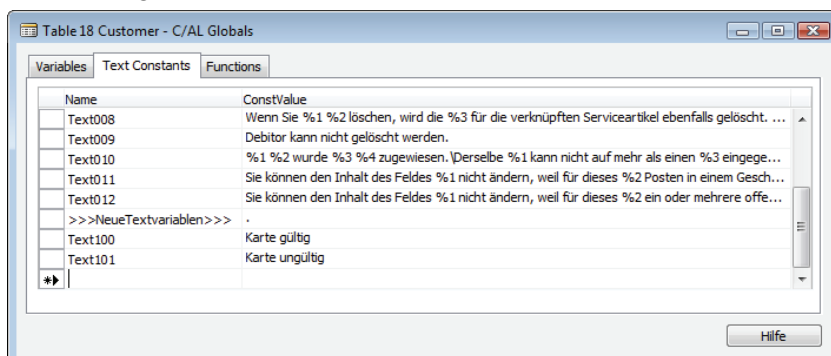 Table 18 Customer - C/AL Globals
Variables Text Constants Functions
Name ConstValue
Text008 Wenn Sie %1 %2 löschen, wird die %3 für die verknüpften Serviceartikel ebenfalls gelöscht. ...
Text009 Debitor kann nicht gelöscht werden.
Text010 %1 %2 wurde %3 %4 zugewiesen.\Derselbe %1 kann nicht auf mehr als einen %3 eingege...
Text011 Sie können den Inhalt des Feldes %1 nicht ändern, weil für dieses %2 Posten in einem Gesch...
Text012 Sie können den Inhalt des Feldes %1 nicht ändern, weil für dieses %2 ein oder mehrere offe...
>>>NeueTextvariablen>>> .
Text100 Karte gültig
Text101 Karte ungültig
Hilfe